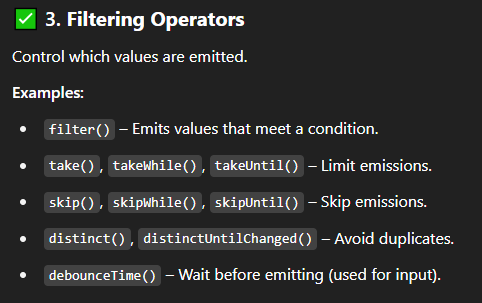 ✅ 3. Filtering Operators
Control which values are emitted.
Examples:
• filter() – Emits values that meet a condition.
• take(), takeWhile(), takeUntil() – Limit emissions.
• skip(), skipWhile(), skipUntil() – Skip emissions.
• distinct(), distinctUntilChanged() – Avoid duplicates.
• debounceTime() – Wait before emitting (used for input).